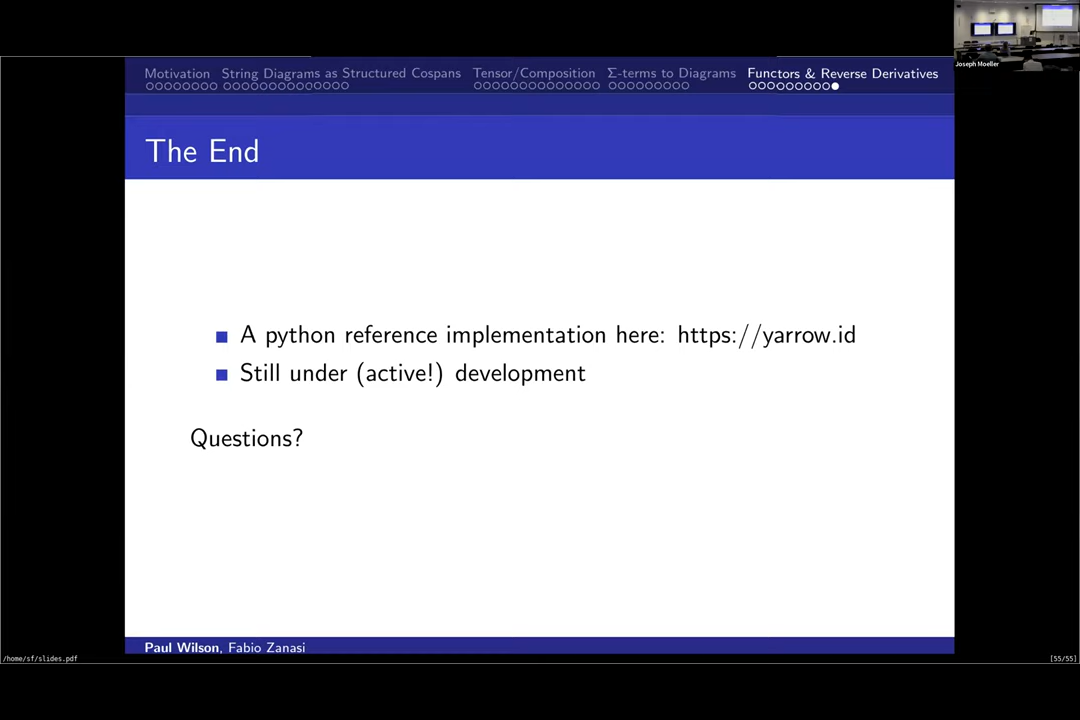 Motivation String Diagrams as Structured Cospans Tensor/Composition Σ-terms to Diagrams Functors & Reverse Derivatives
Joseph Moeller
The End
A python reference implementation here: https://yarrow.id
Still under (active!) development
Questions?
Paul Wilson, Fabio Zanasi
/home/sf/slides.pdf
[55/55]